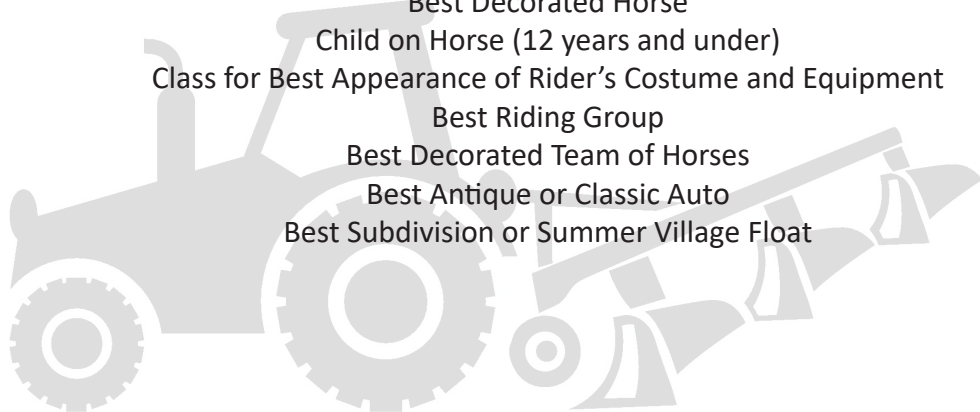 Best Decorated Horse
Child on Horse (12 years and under)
Class for Best Appearance of Rider’s Costume and Equipment
Best Riding Group
Best Decorated Team of Horses
Best Antique or Classic Auto
Best Subdivision or Summer Village Float